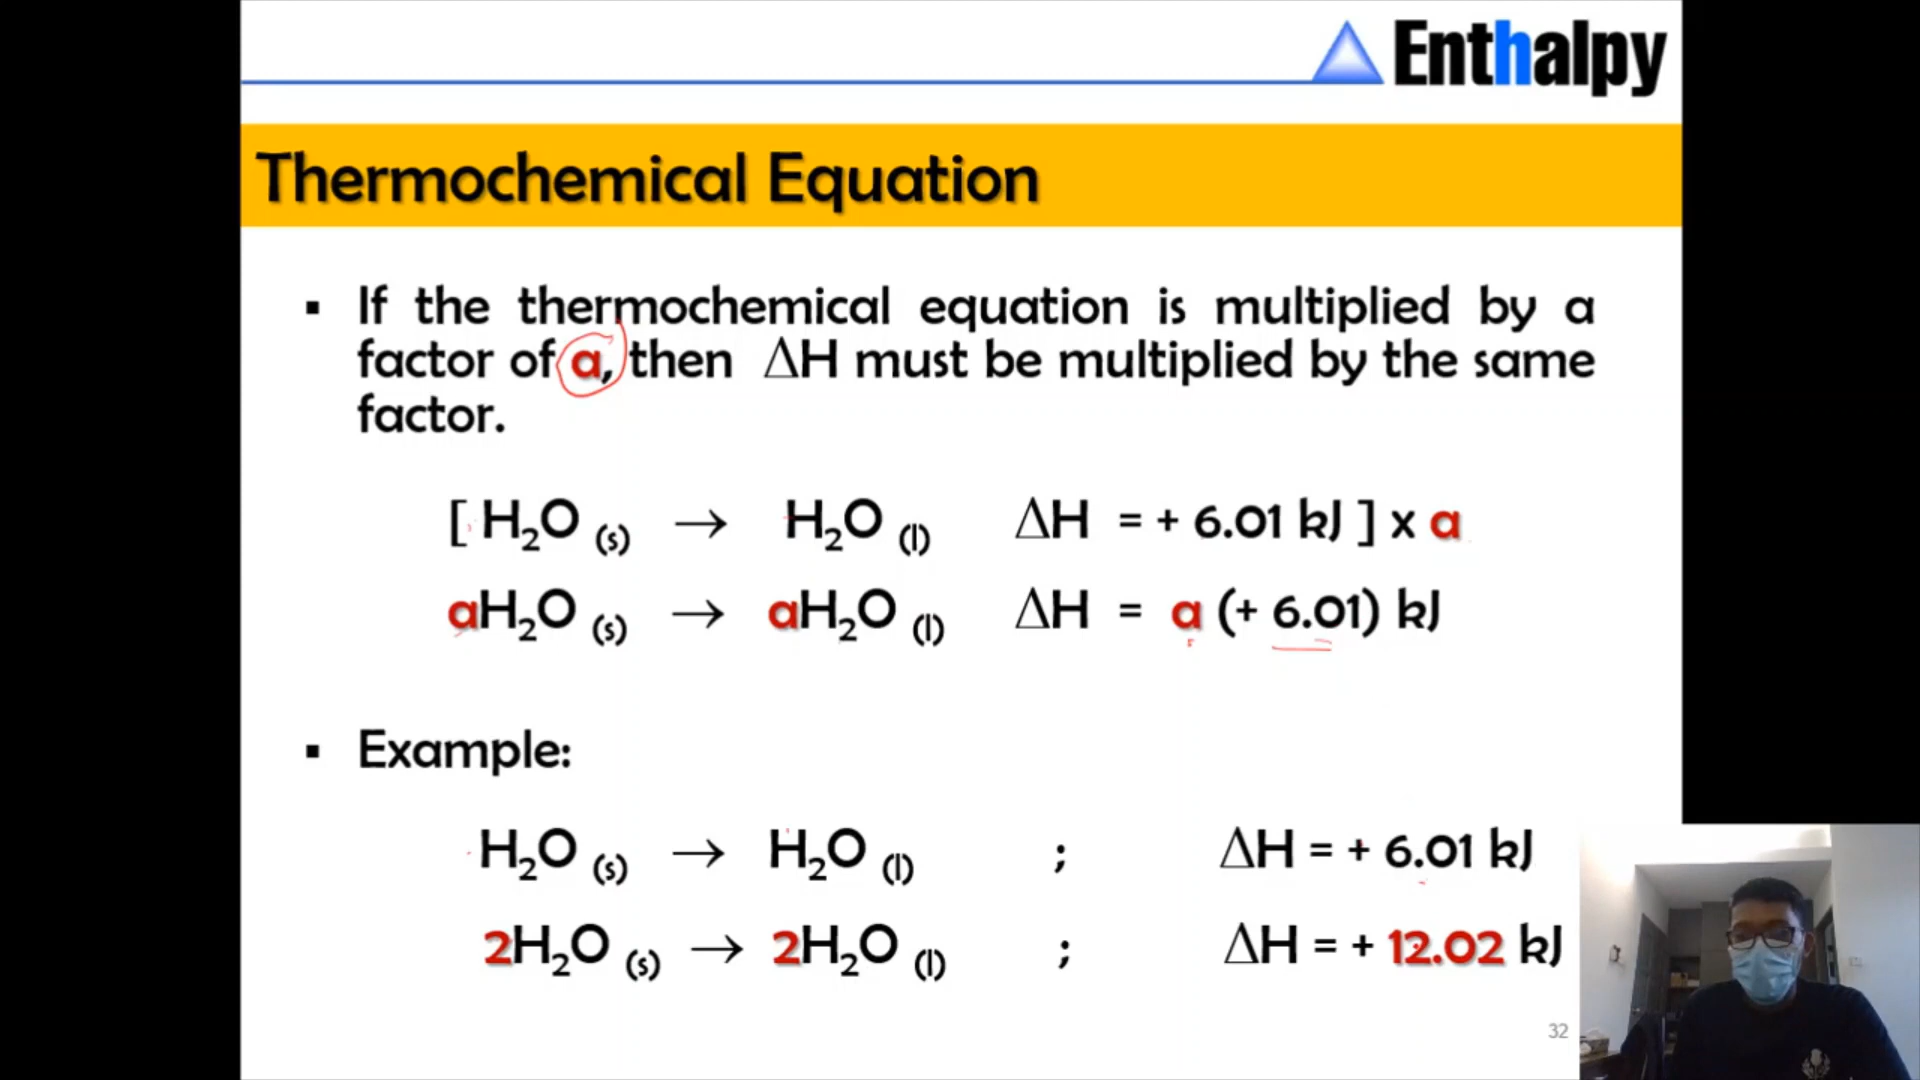 Enthalpy
Thermochemical Equation
▪ If the thermochemical equation is multiplied by a
factor of a, then ΔH must be multiplied by the same
factor.
[ H₂O (s) → H₂O (l) ΔH = + 6.01 kJ ] x a
aH₂O (s) → aH₂O (l) ΔH = a (+ 6.01) kJ
▪ Example:
H₂O (s) → H₂O (l) ; ΔH = + 6.01 kJ
2H₂O (s) → 2H₂O (l) ; ΔH = + 12.02 kJ
32